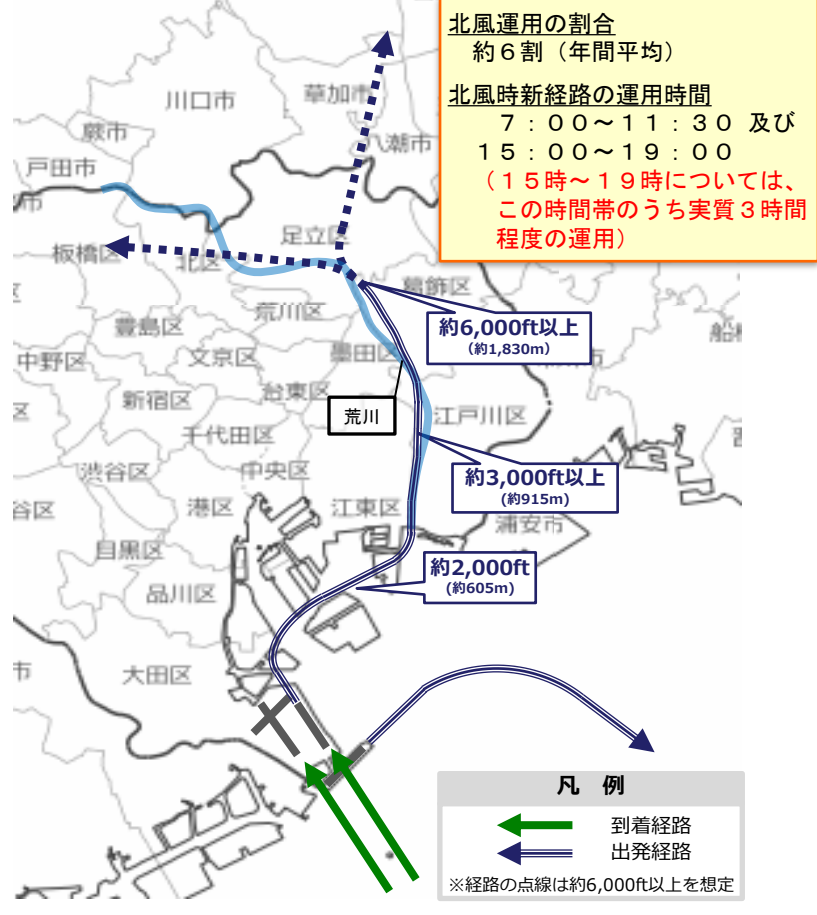 北風運用の割合
約６割（年間平均）
北風時新経路の運用時間
７：００～１１：３０ 及び
１５：００～１９：００
（１５時～１９時については、
この時間帯のうち実質３時間
程度の運用）
川口市
草加市
蕨市
八潮市
戸田市
足立区
板橋区
北区
葛飾区
荒川区
約6,000ft以上
(約1,830m)
豊島区
墨田区
船
中野区
文京区
台東区
新宿区
荒川
江戸川区
千代田区
渋谷区
中央区
約3,000ft以上
(約915m)
谷区
港区
江東区
浦安市
目黒区
約2,000ft
(約605m)
品川区
市
大田区
凡 例
到着経路
出発経路
※経路の点線は約6,000ft以上を想定